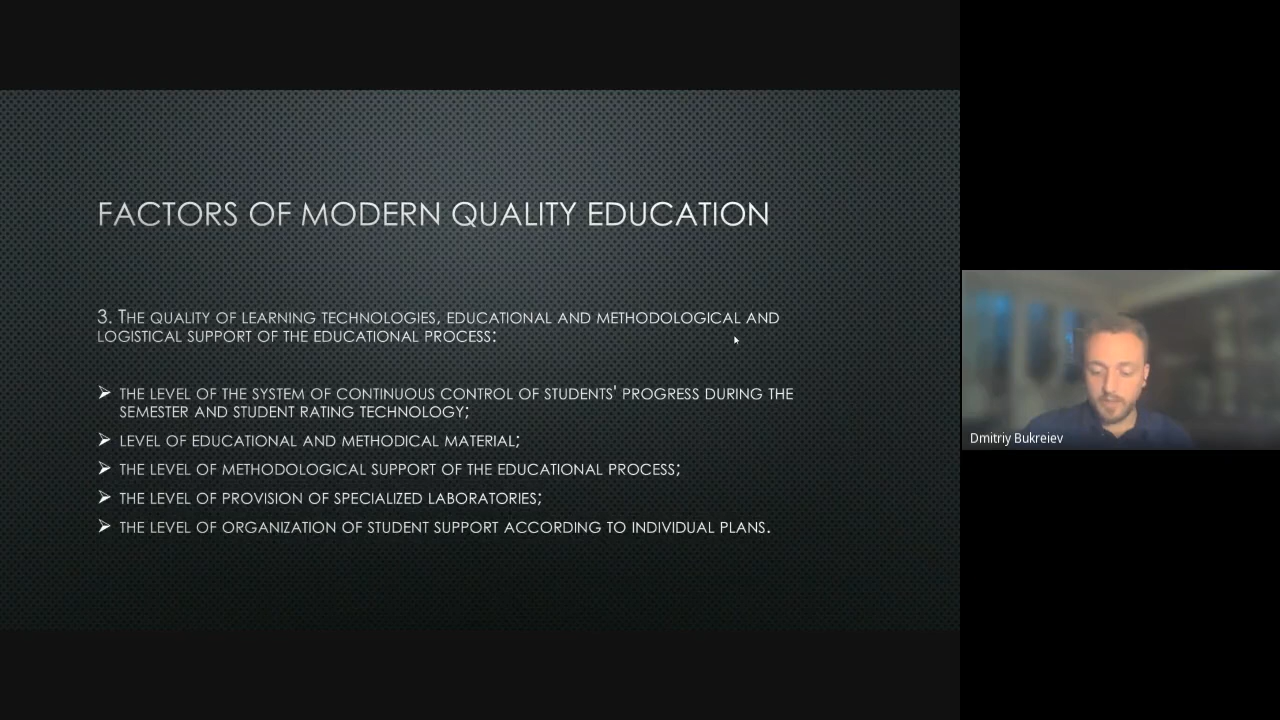 FACTORS OF MODERN QUALITY EDUCATION
3. THE QUALITY OF LEARNING TECHNOLOGIES, EDUCATIONAL AND METHODOLOGICAL AND
LOGISTICAL SUPPORT OF THE EDUCATIONAL PROCESS:
➢ THE LEVEL OF THE SYSTEM OF CONTINUOUS CONTROL OF STUDENTS' PROGRESS DURING THE
SEMESTER AND STUDENT RATING TECHNOLOGY;
➢ LEVEL OF EDUCATIONAL AND METHODICAL MATERIAL;
➢ THE LEVEL OF METHODOLOGICAL SUPPORT OF THE EDUCATIONAL PROCESS;
➢ THE LEVEL OF PROVISION OF SPECIALIZED LABORATORIES;
➢ THE LEVEL OF ORGANIZATION OF STUDENT SUPPORT ACCORDING TO INDIVIDUAL PLANS.
Dmitriy Bukreiev